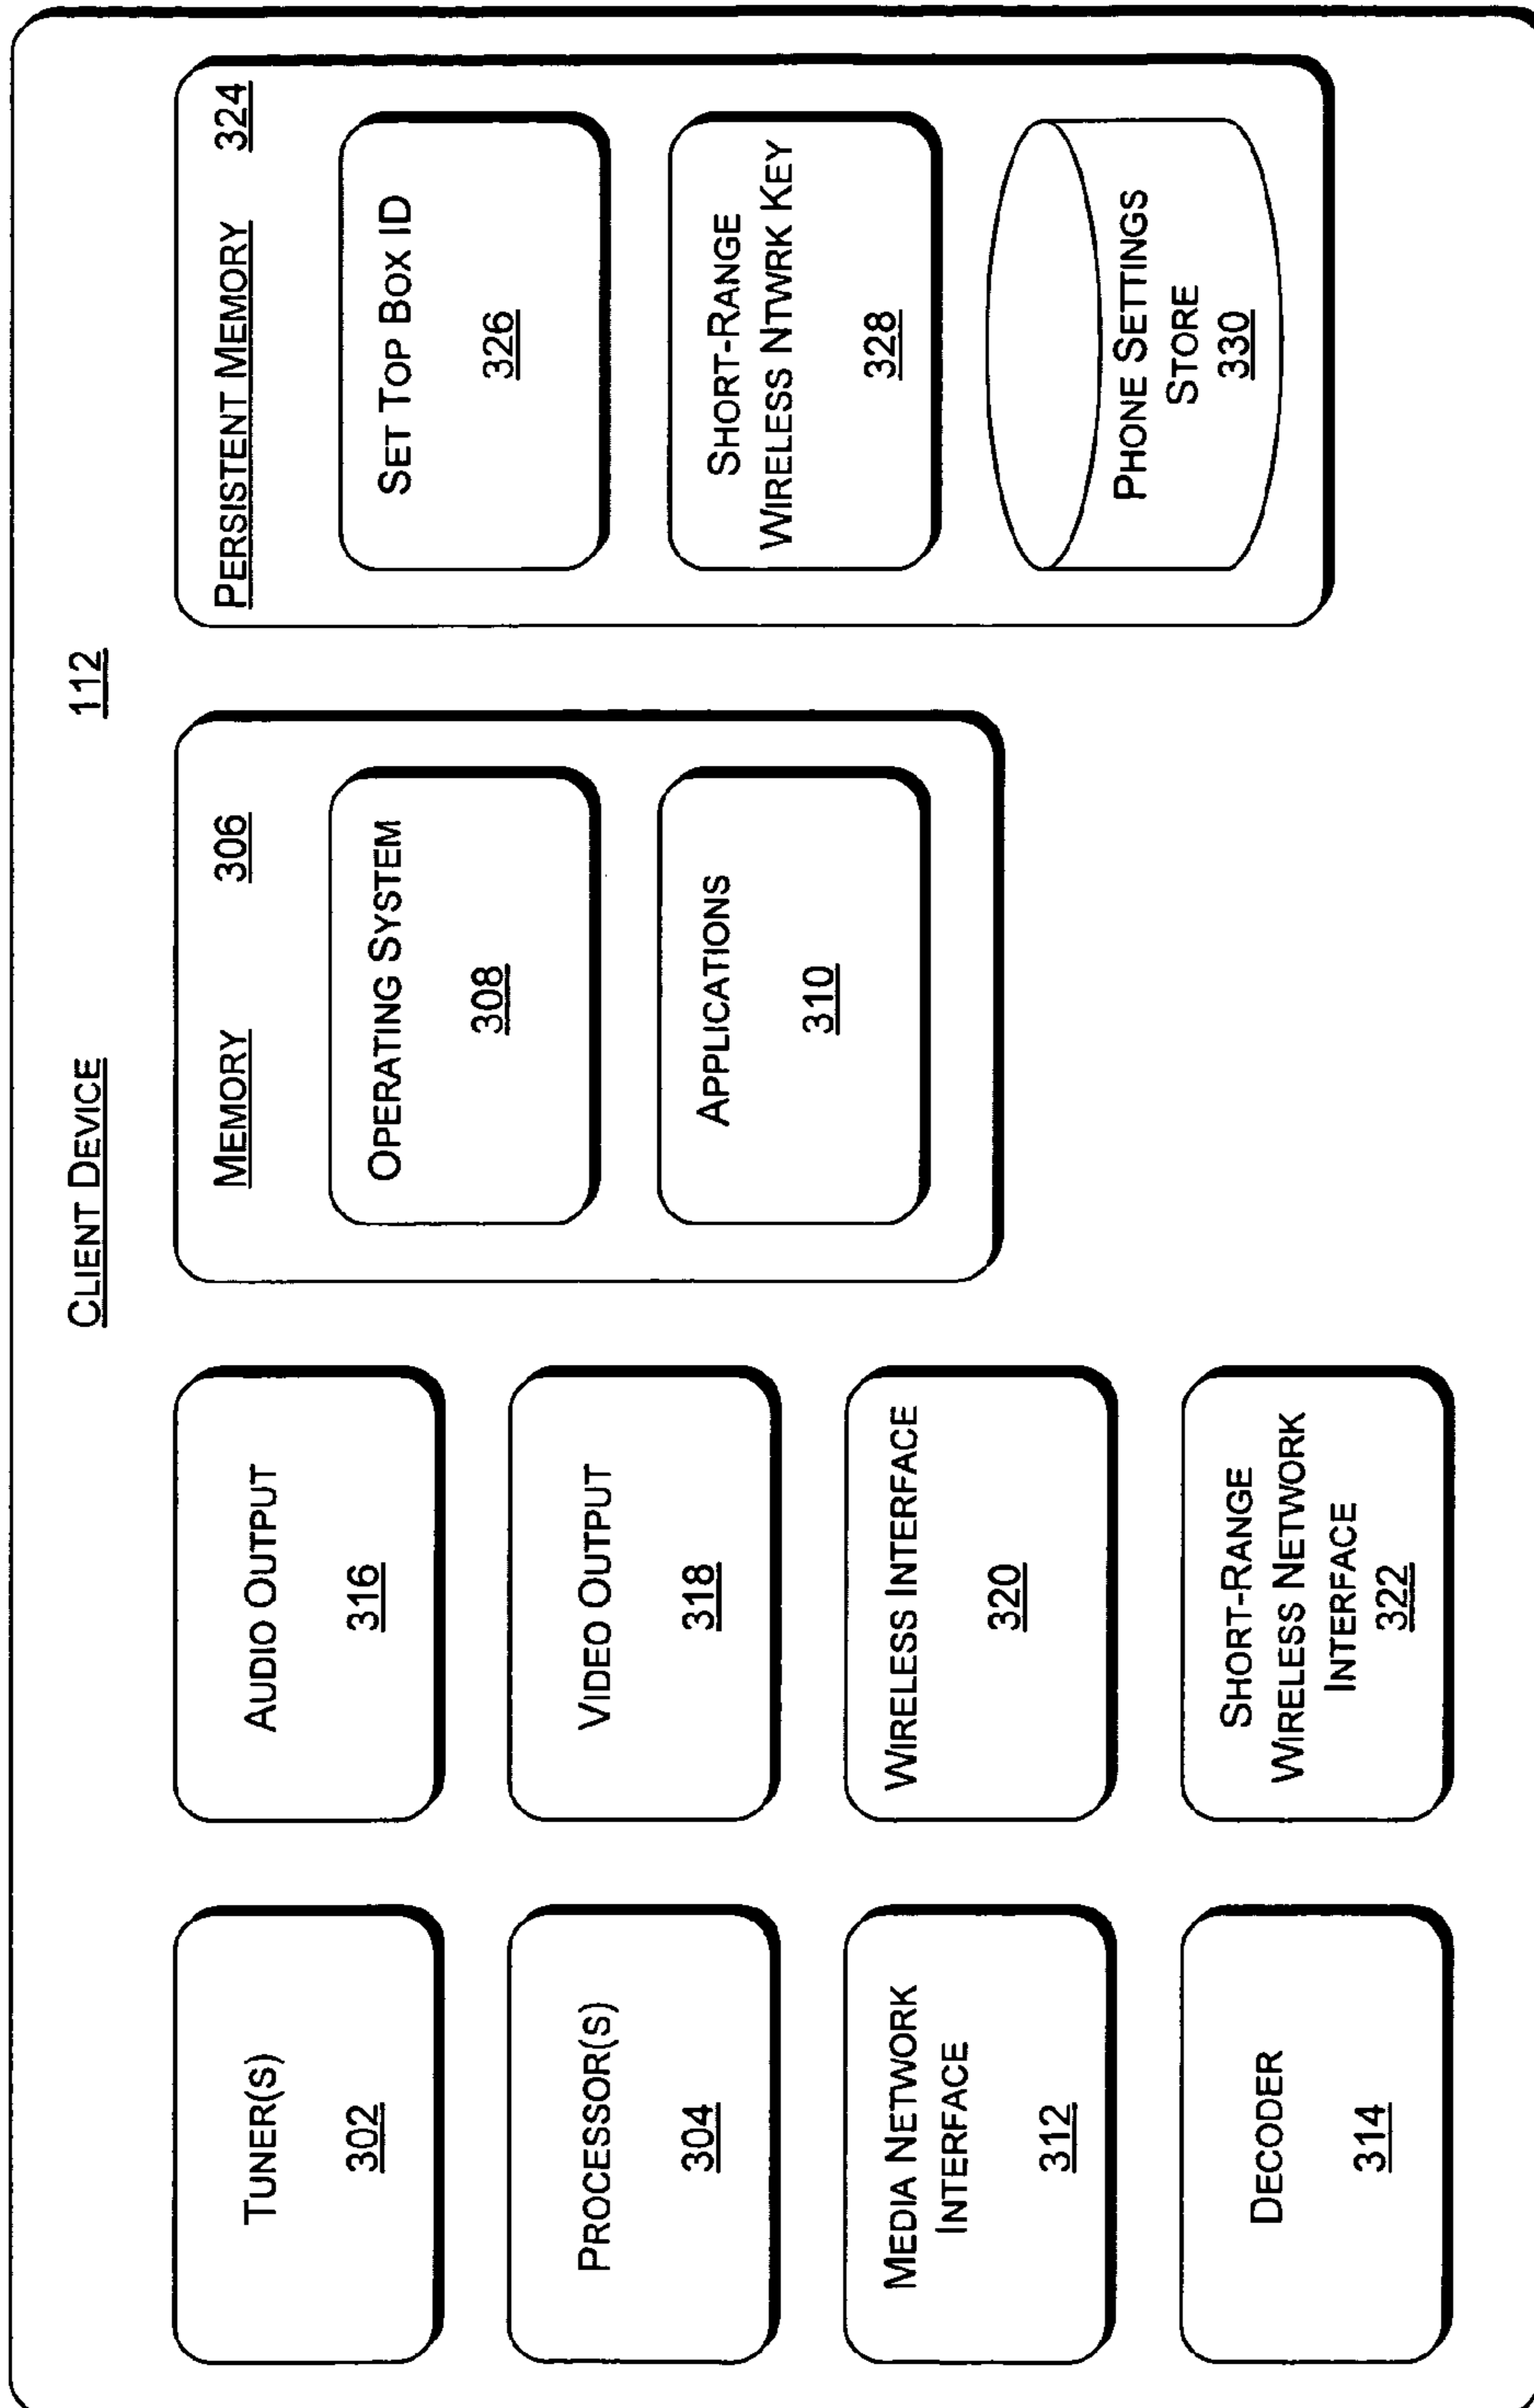 CLIENT DEVICE 112
TUNER(S)
302
PROCESSOR(S)
304
MEDIA NETWORK
INTERFACE
312
DECODER
314
AUDIO OUTPUT
316
VIDEO OUTPUT
318
WIRELESS INTERFACE
320
SHORT-RANGE
WIRELESS NETWORK
INTERFACE
322
MEMORY 306
OPERATING SYSTEM
308
APPLICATIONS
310
PERSISTENT MEMORY 324
SET TOP BOX ID
326
SHORT-RANGE
WIRELESS NTWRK KEY
328
PHONE SETTINGS
STORE
330